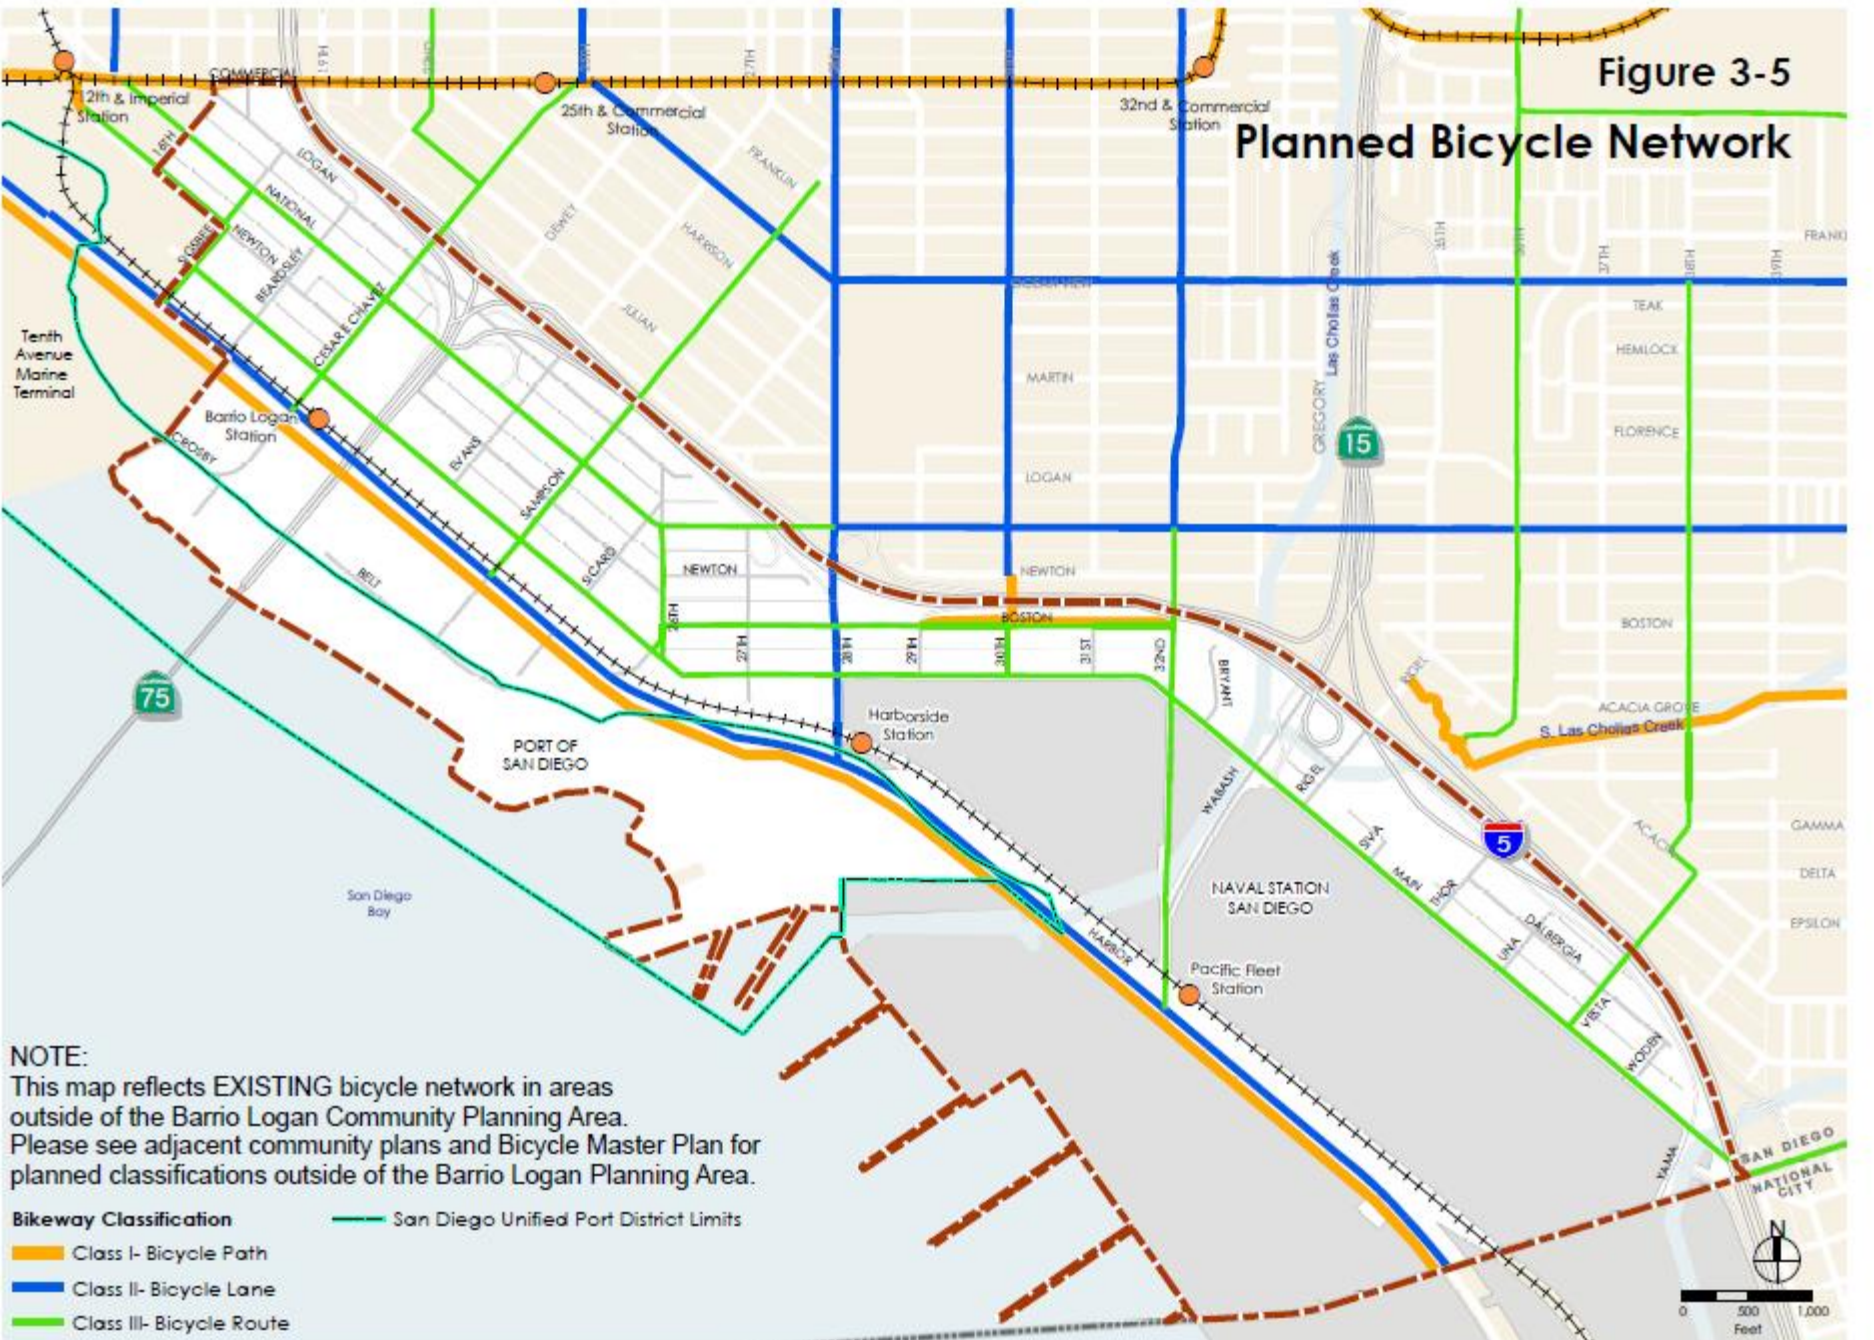 Figure 3-5
Planned Bicycle Network
COMMERCIAL
19TH
27TH
12th & Imperial
Station
25th & Commercial
Station
32nd & Commercial
Station
16TH
LOGAN
NATIONAL
SIGSBEE
NEWTON
BEARDSLEY
CESAR E CHAVEZ
FRANKLIN
DEWEY
HARRISON
JULIAN
35TH
37TH
38TH
39TH
FRANKL
Las Chollas Creek
OCEAN VIEW
TEAK
HEMLOCK
MARTIN
GREGORY
FLORENCE
15
LOGAN
Tenth
Avenue
Marine
Terminal
Barrio Logan
Station
CROSBY
EVANS
SAMPSON
SICARD
BELT
NEWTON
NEWTON
26TH
BOSTON
BOSTON
27TH
28TH
29TH
30TH
31ST
32ND
BRYANT
RIGEL
ACACIA GROVE
S. Las Chollas Creek
75
Harborside
Station
PORT OF
SAN DIEGO
WABASH
RIGEL
5
SIVA
MAIN
THOR
ACACIA
GAMMA
DELTA
EPSILON
San Diego
Bay
NAVAL STATION
SAN DIEGO
DALBERGIA
UNA
HARBOR
Pacific Fleet
Station
VESTA
WODEN
YAMA
SAN DIEGO
NATIONAL
CITY
NOTE:
This map reflects EXISTING bicycle network in areas
outside of the Barrio Logan Community Planning Area.
Please see adjacent community plans and Bicycle Master Plan for
planned classifications outside of the Barrio Logan Planning Area.
Bikeway Classification
San Diego Unified Port District Limits
Class I- Bicycle Path
Class II- Bicycle Lane
Class III- Bicycle Route
N
0 500 1,000
Feet